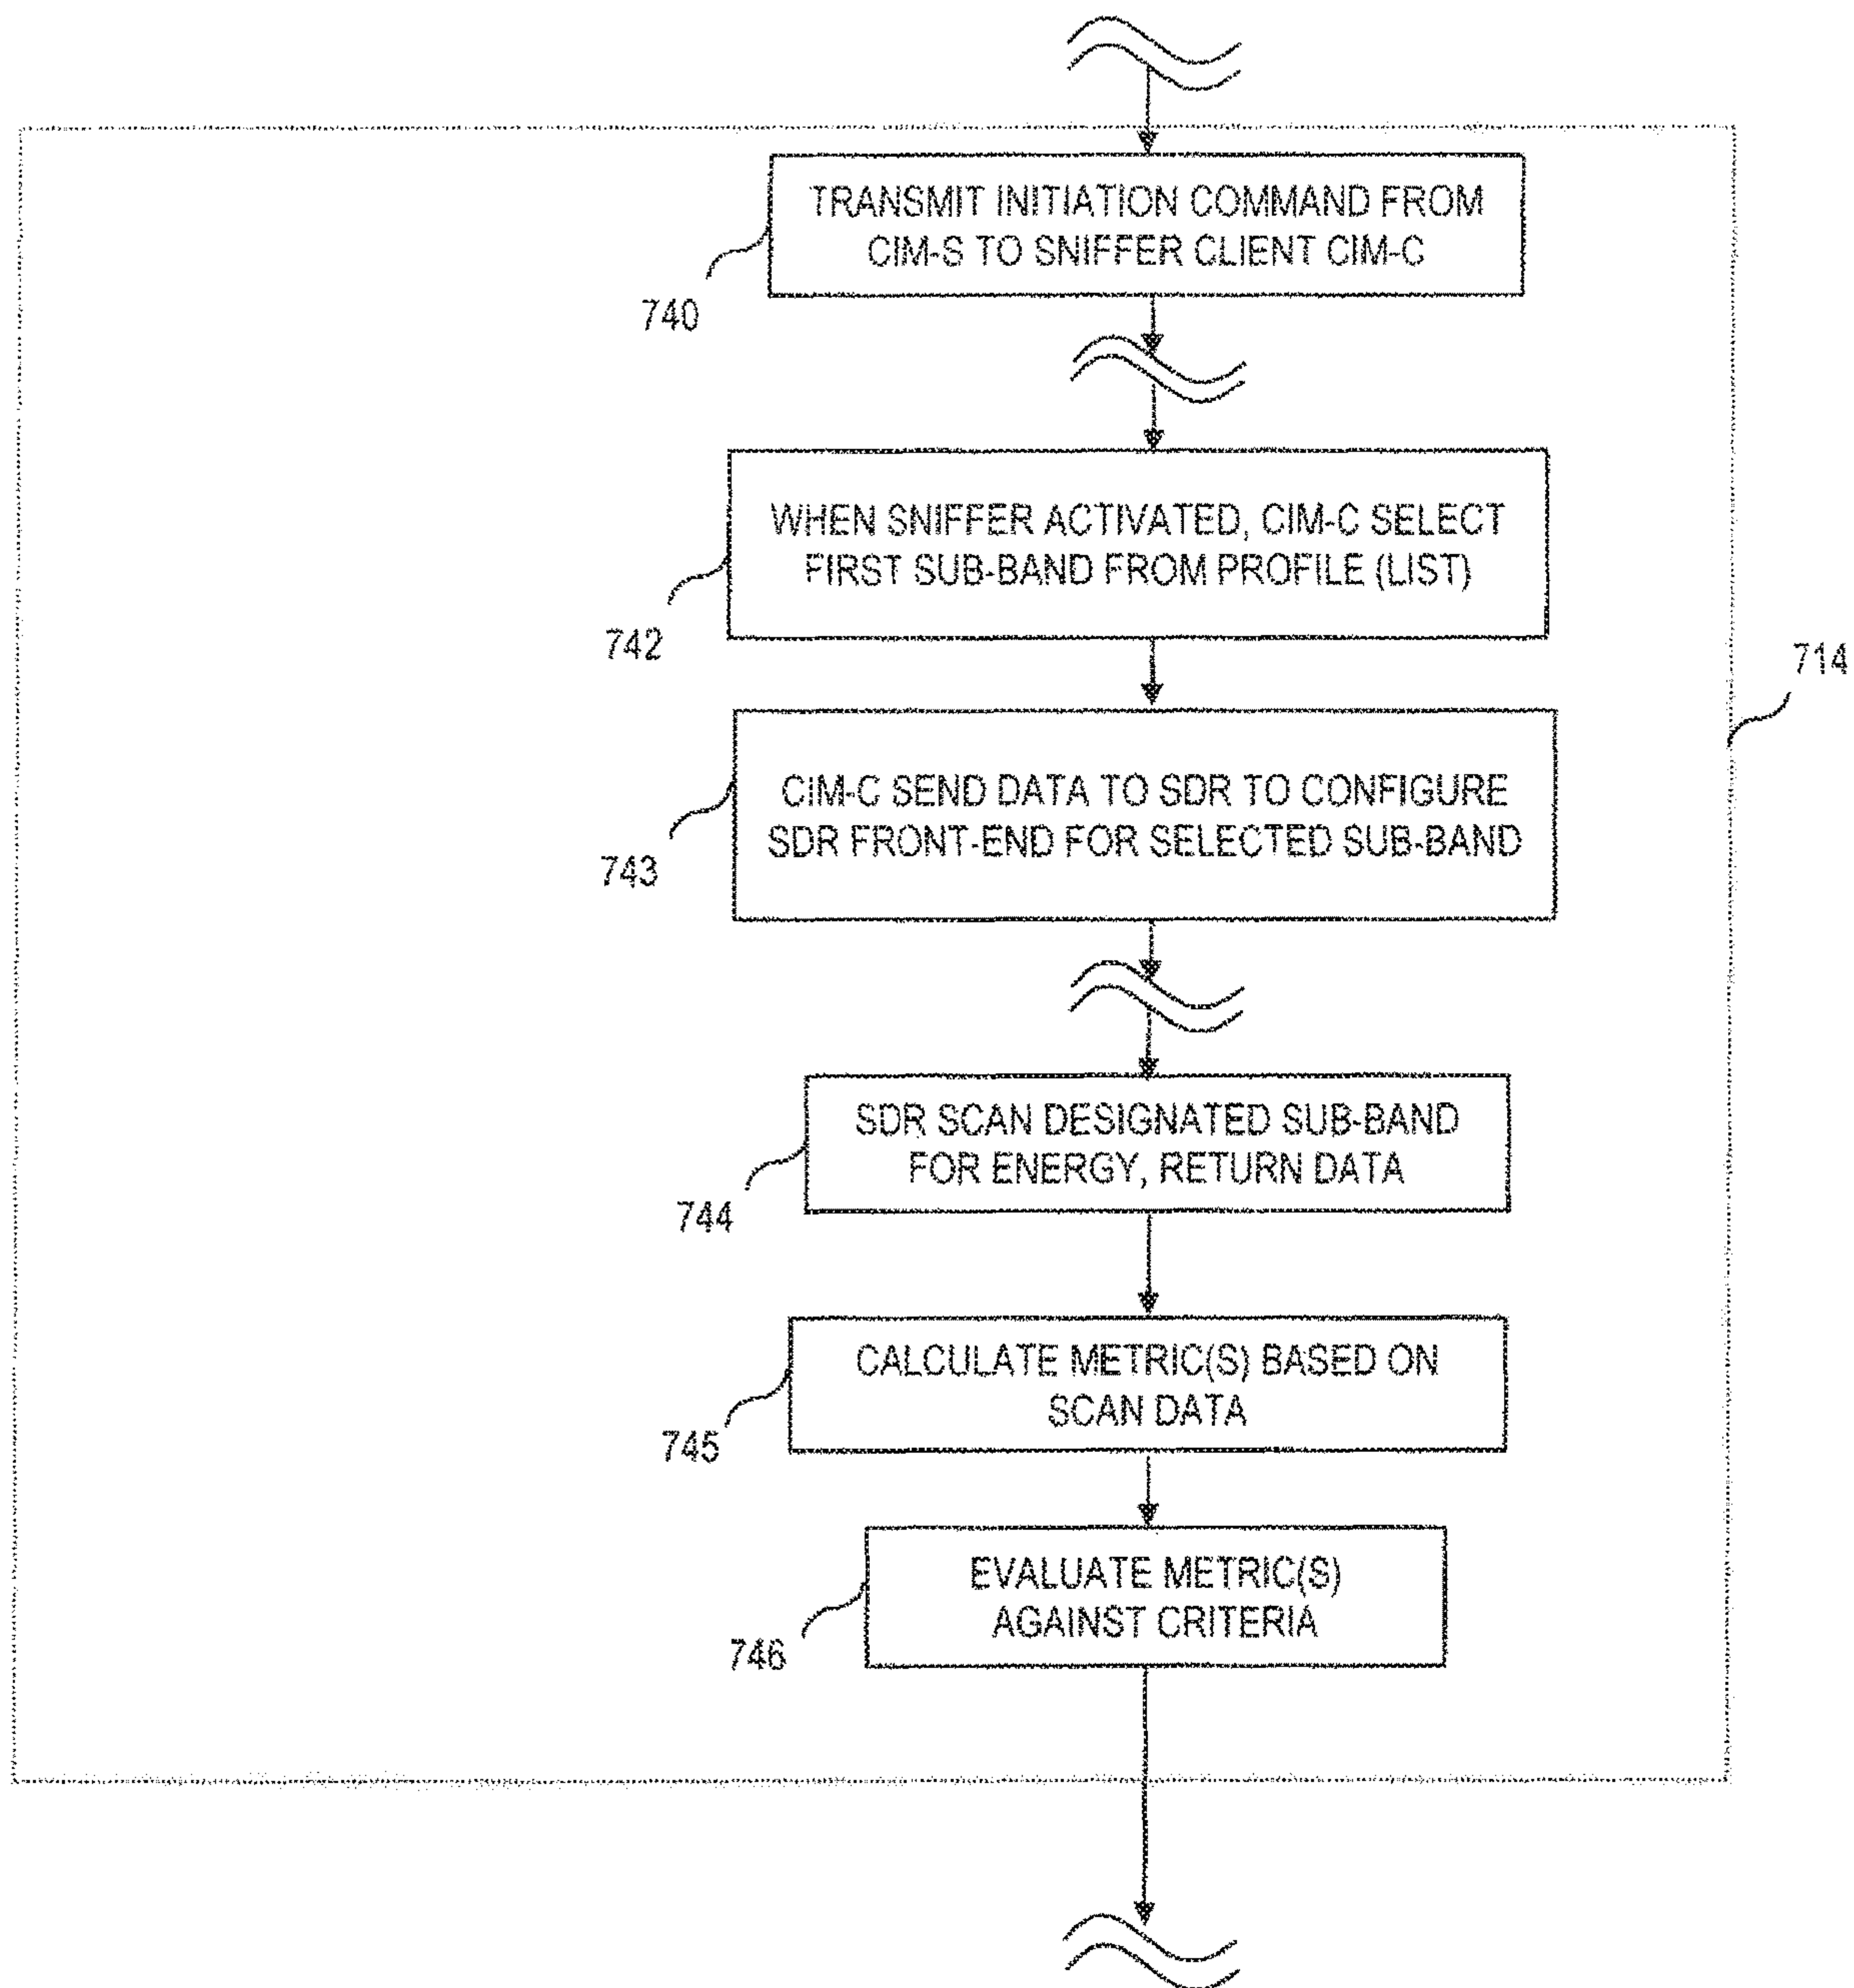 TRANSMIT INITIATION COMMAND FROM
CIM-S TO SNIFFER CLIENT CIM-C
740
WHEN SNIFFER ACTIVATED, CIM-C SELECT
FIRST SUB-BAND FROM PROFILE (LIST)
742
714
CIM-C SEND DATA TO SDR TO CONFIGURE
SDR FRONT-END FOR SELECTED SUB-BAND
743
SDR SCAN DESIGNATED SUB-BAND
FOR ENERGY, RETURN DATA
744
CALCULATE METRIC(S) BASED ON
SCAN DATA
745
EVALUATE METRIC(S)
AGAINST CRITERIA
746